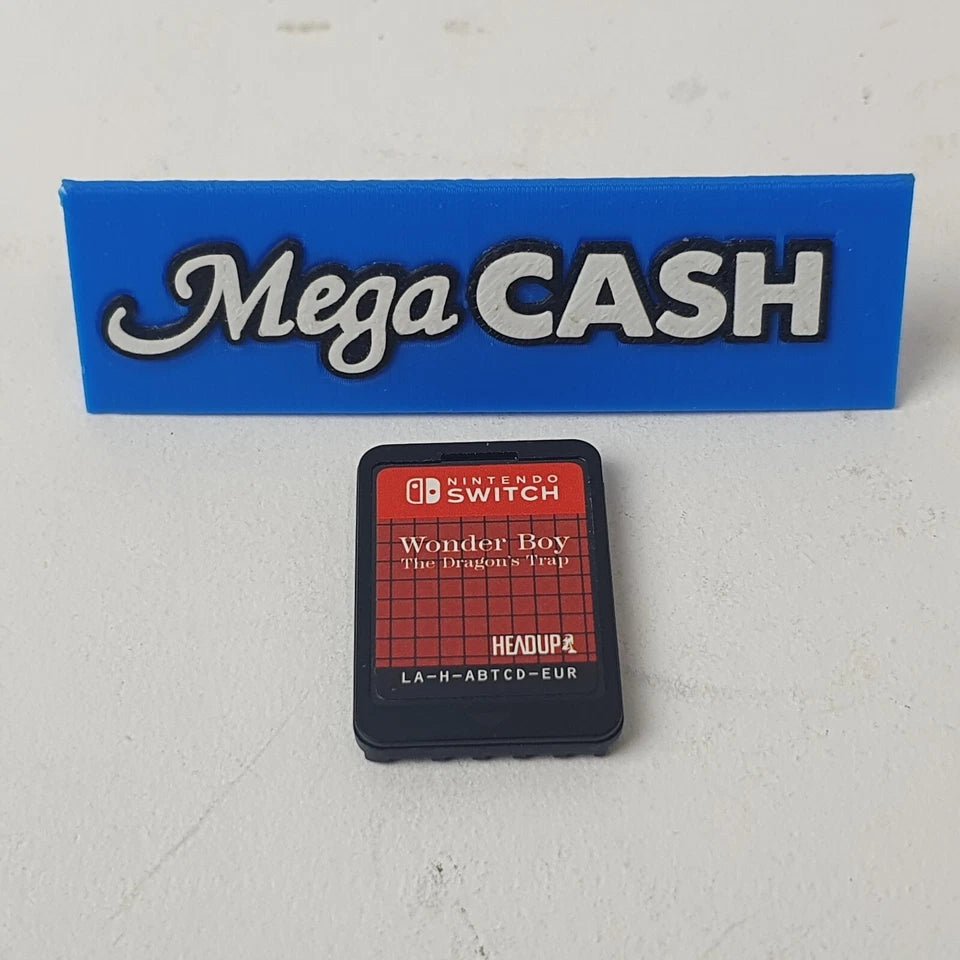 Mega CASH
NINTENDO
SWITCH
Wonder Boy
The Dragon's Trap
HEADUP
LA-H-ABTCD-EUR